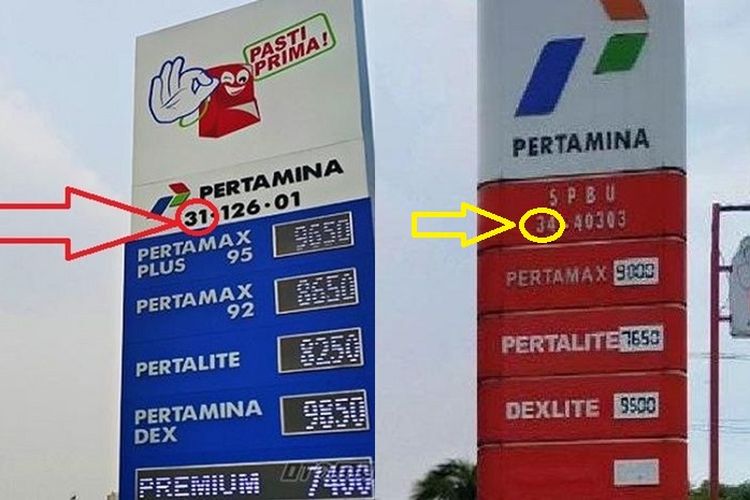 PASTI
PRIMA!
PERTAMINA
31-126-01
PERTAMAX
PLUS 95
9650
PERTAMAX
92
8650
PERTALITE
8250
PERTAMINA
DEX
9850
PREMIUM
7400
PERTAMINA
SPBU
34-40303
PERTAMAX
9000
PERTALITE
7650
DEXLITE
9500